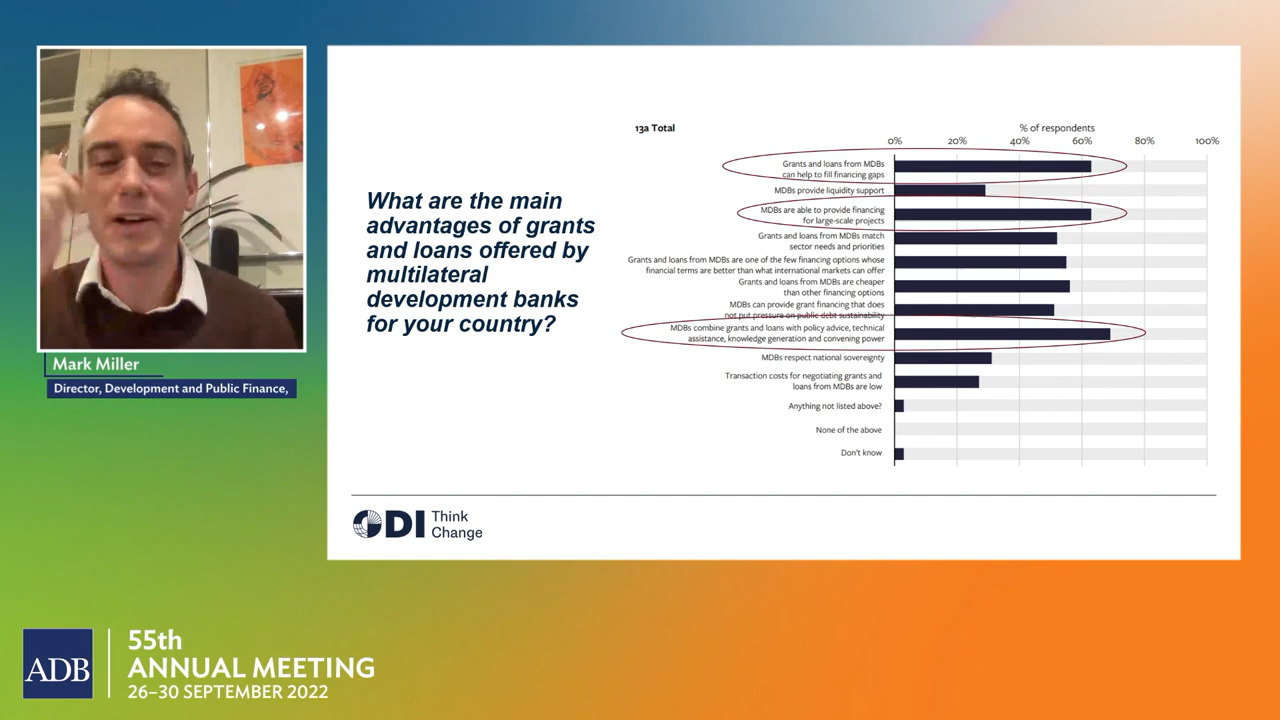 Mark Miller
Director, Development and Public Finance,
What are the main
advantages of grants
and loans offered by
multilateral
development banks
for your country?
13a Total
% of respondents
0% 20% 40% 60% 80% 100%
Grants and loans from MDBs
can help to fill financing gaps
MDBs provide liquidity support
MDBs are able to provide financing
for large-scale projects
Grants and loans from MDBs match
sector needs and priorities
Grants and loans from MDBs are one of the few financing options whose
financial terms are better than what international markets can offer
Grants and loans from MDBs are cheaper
than other financing options
MDBs can provide grant financing that does
not put pressure on public debt sustainability
MDBs combine grants and loans with policy advice, technical
assistance, knowledge generation and convening power
MDBs respect national sovereignty
Transaction costs for negotiating grants and
loans from MDBs are low
Anything not listed above?
None of the above
Don't know
ODI Think
Change
ADB
55th
ANNUAL MEETING
26–30 SEPTEMBER 2022